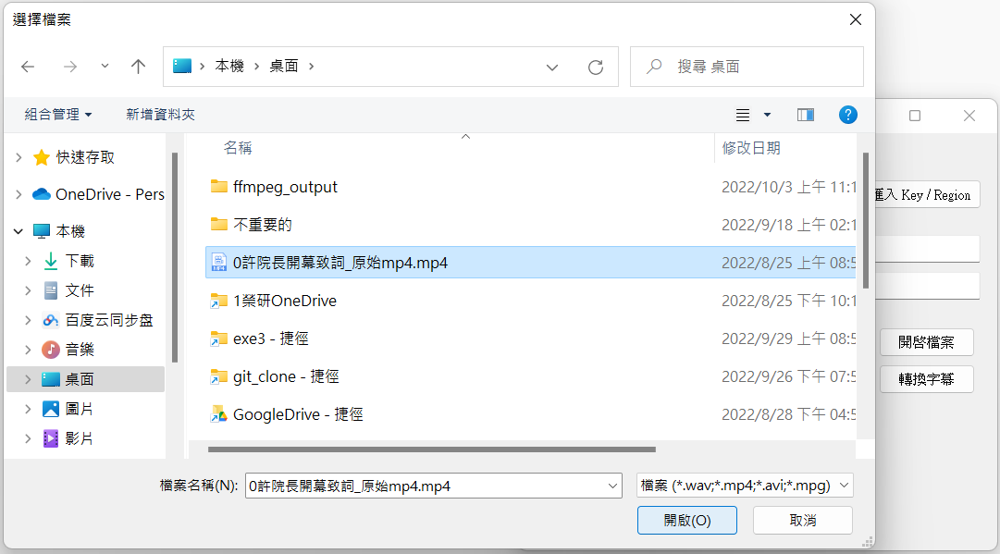 選擇檔案
本機 桌面
搜尋 桌面
組合管理 新增資料夾
快速存取
OneDrive - Pers
本機
下載
文件
百度云同步盘
音樂
桌面
圖片
影片
名稱 修改日期
ffmpeg_output 2022/10/3 上午 11:1
不重要的 2022/9/18 上午 02:1
0許院長開幕致詞_原始mp4.mp4 2022/8/25 上午 08:5
1榮研OneDrive 2022/8/25 下午 10:1
exe3 - 捷徑 2022/9/29 上午 08:5
git_clone - 捷徑 2022/9/26 下午 07:5
GoogleDrive - 捷徑 2022/8/28 下午 04:5
檔案名稱(N): 0許院長開幕致詞_原始mp4.mp4 檔案 (*.wav;*.mp4;*.avi;*.mpg)
開啟(O) 取消
匯入 Key / Region
開啓檔案
轉換字幕